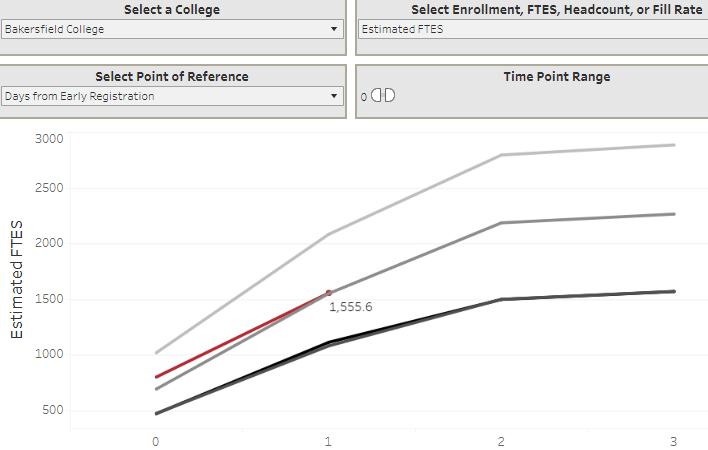 Select a College
Select Enrollment, FTES, Headcount, or Fill Rate
Bakersfield College
Estimated FTES
Select Point of Reference
Time Point Range
Days from Early Registration
0
3000
2500
2000
1500
1000
500
Estimated FTES
1,555.6
0 1 2 3